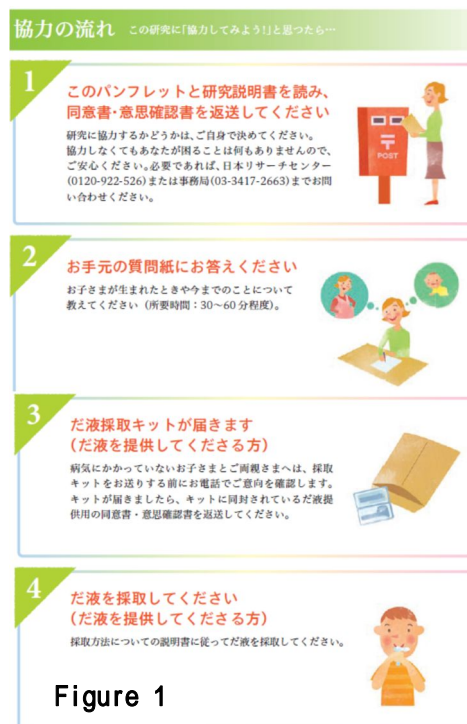 協力の流れ この研究に「協力してみよう!」と思ったら…
1
このパンフレットと研究説明書を読み、
同意書・意思確認書を返送してください
研究に協力するかどうかは、ご自身で決めてください。
協力しなくてもあなたが困ることは何もありませんので、
ご安心ください。必要であれば、日本リサーチセンター
(0120-922-526)または事務局(03-3417-2663)までお問
い合わせください。
〒
POST
2
お手元の質問紙にお答えください
お子さまが生まれたときや今までのことについて
教えてください（所要時間：30〜60分程度）。
3
だ液採取キットが届きます
（だ液を提供してくださる方）
病気にかかっていないお子さまとご両親さまへは、採取
キットをお送りする前にお電話でご意向を確認します。
キットが届きましたら、キットに同封されているだ液提
供用の同意書・意思確認書を返送してください。
4
だ液を採取してください
（だ液を提供してくださる方）
採取方法についての説明書に従ってだ液を採取してください。
Figure 1